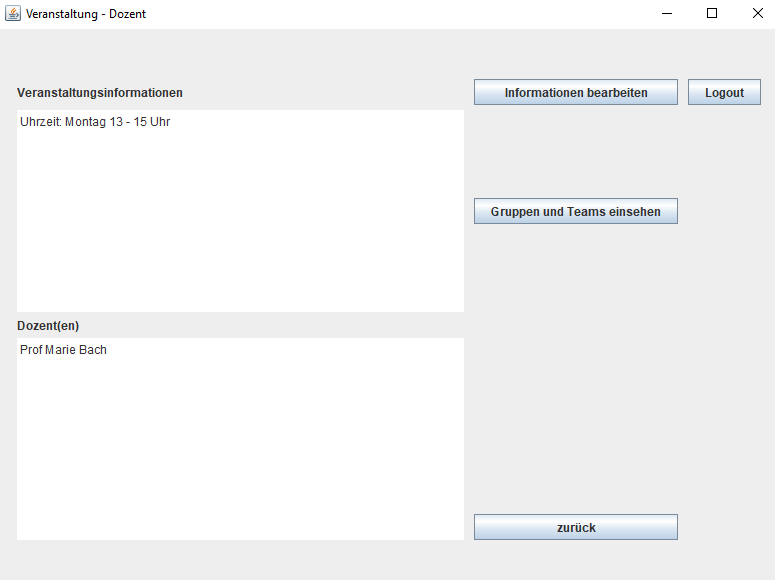 Veranstaltung - Dozent
Veranstaltungsinformationen
Informationen bearbeiten
Logout
Uhrzeit: Montag 13 - 15 Uhr
Gruppen und Teams einsehen
Dozent(en)
Prof Marie Bach
zurück